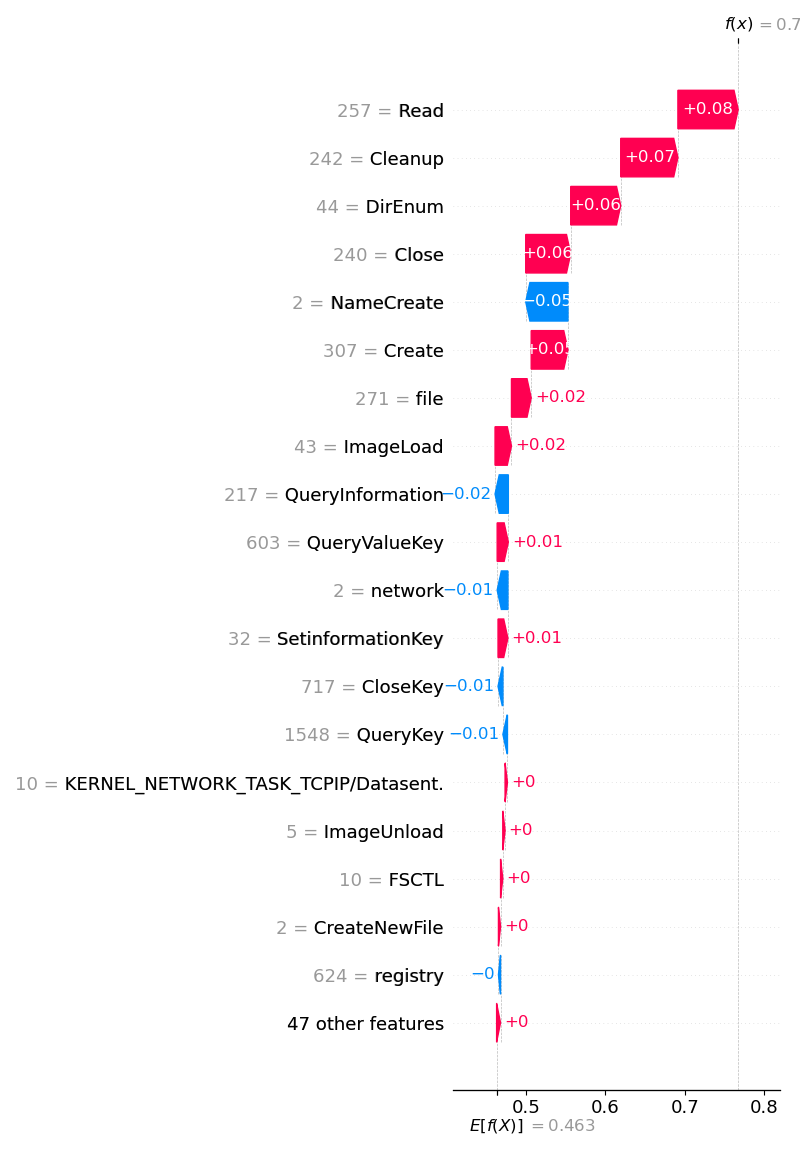 f(x) = 0.7
257 = Read +0.08
242 = Cleanup +0.07
44 = DirEnum +0.06
240 = Close +0.06
2 = NameCreate −0.05
307 = Create +0.05
271 = file +0.02
43 = ImageLoad +0.02
217 = QueryInformation −0.02
603 = QueryValueKey +0.01
2 = network −0.01
32 = SetinformationKey +0.01
717 = CloseKey −0.01
1548 = QueryKey −0.01
10 = KERNEL_NETWORK_TASK_TCPIP/Datasent. +0
5 = ImageUnload +0
10 = FSCTL +0
2 = CreateNewFile +0
624 = registry −0
47 other features +0
0.5 0.6 0.7 0.8
E[f(X)] = 0.463